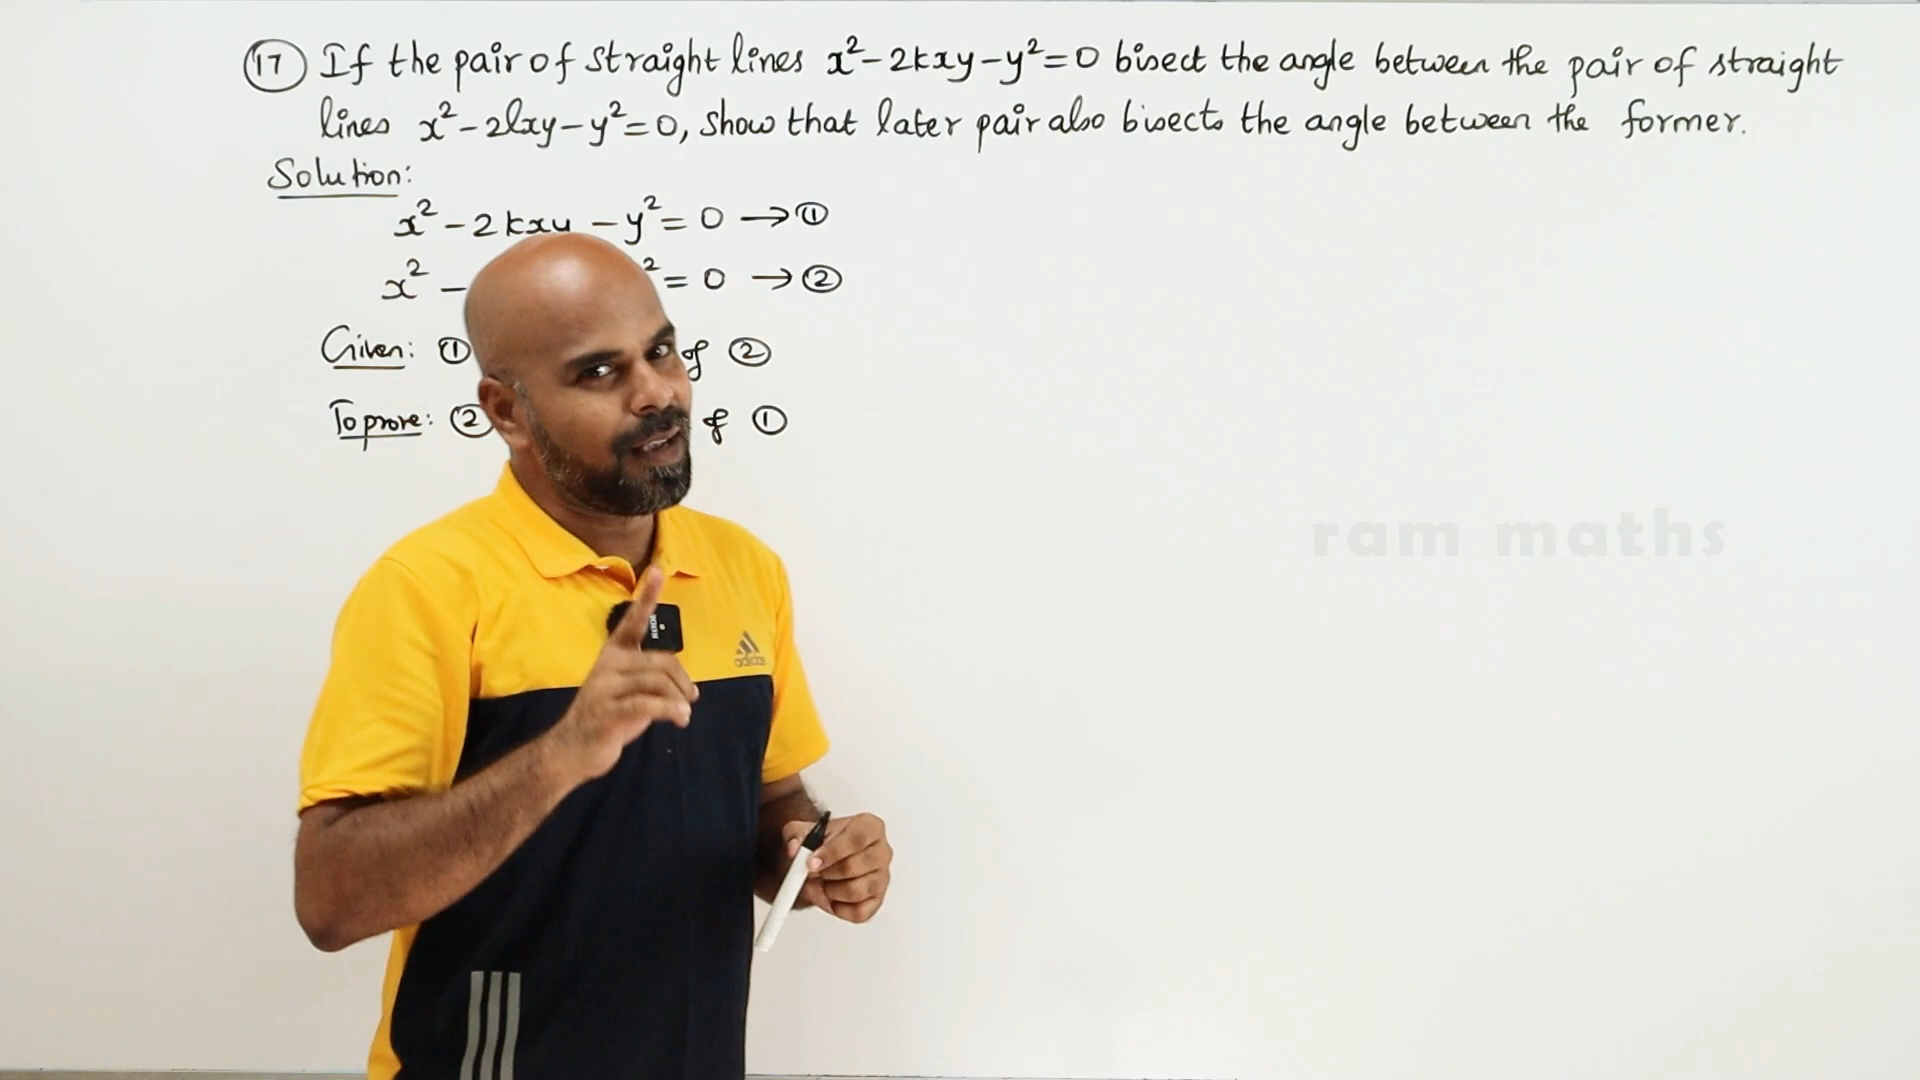 17 If the pair of straight lines x²-2kxy-y²=0 bisect the angle between the pair of straight
lines x²-2lxy-y²=0, show that later pair also bisects the angle between the former.
Solution:
x² - 2kxy - y² = 0 → ①
x² - ² = 0 → ②
Given: ① of ②
To prove: ② of ①
ram maths
RODE
adidas